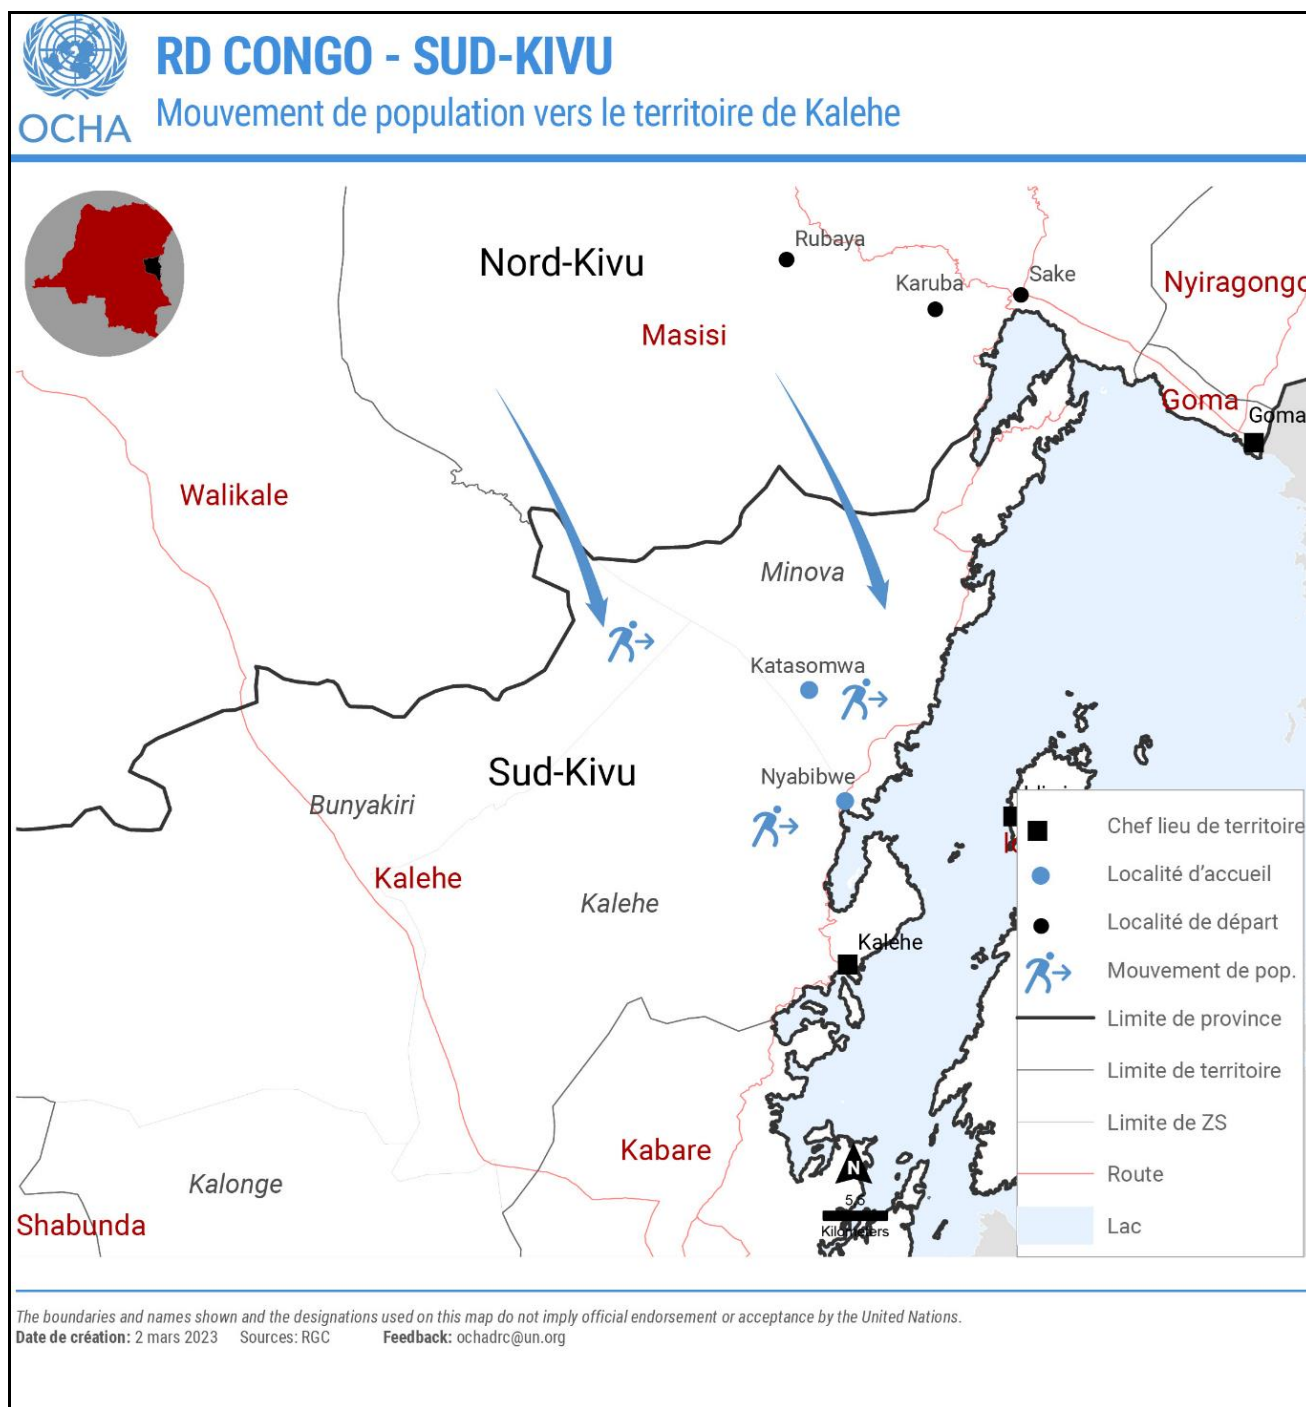 OCHA
RD CONGO - SUD-KIVU
Mouvement de population vers le territoire de Kalehe
Nord-Kivu
Rubaya
Karuba
Sake
Nyiragongo
Masisi
Goma
Goma
Walikale
Minova
Katasomwa
Sud-Kivu
Nyabibwe
Bunyakiri
Kalehe
Kalehe
Kalehe
Kabare
Kalonge
Shabunda
N
5.5
Kilometers
Chef lieu de territoire
Localité d'accueil
Localité de départ
Mouvement de pop.
Limite de province
Limite de territoire
Limite de ZS
Route
Lac
The boundaries and names shown and the designations used on this map do not imply official endorsement or acceptance by the United Nations.
Date de création: 2 mars 2023 Sources: RGC Feedback: ochadrc@un.org